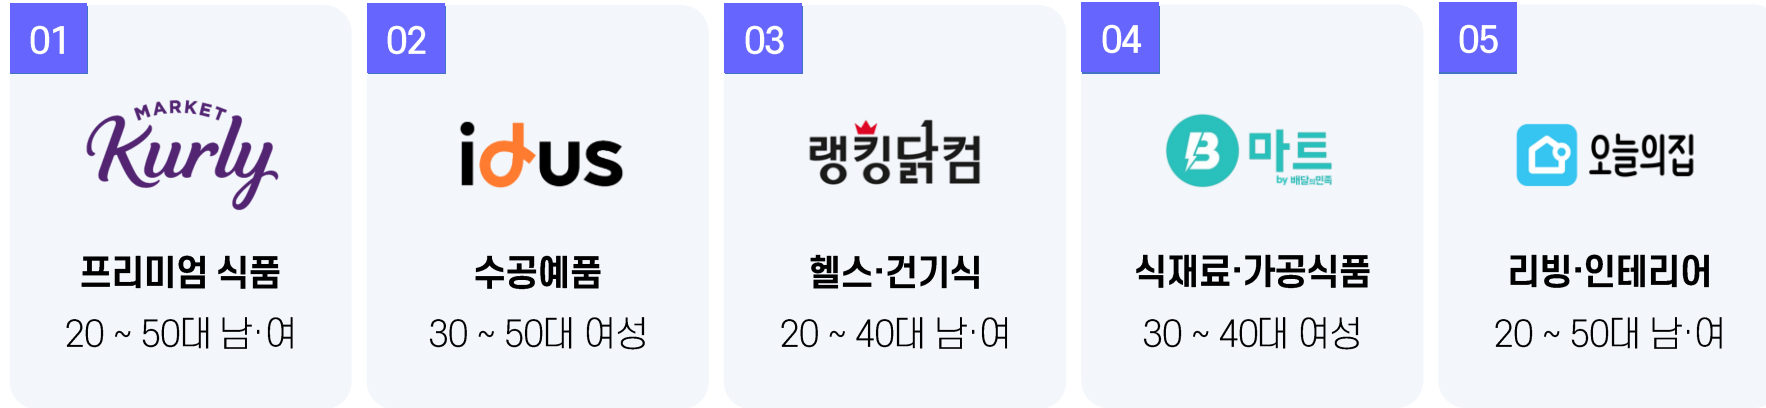 01
MARKET
Kurly
프리미엄 식품
20 ~ 50대 남·여
02
idus
수공예품
30 ~ 50대 여성
03
랭킹닭컴
헬스·건기식
20 ~ 40대 남·여
04
B 마트
by 배달의민족
식재료·가공식품
30 ~ 40대 여성
05
오늘의집
리빙·인테리어
20 ~ 50대 남·여